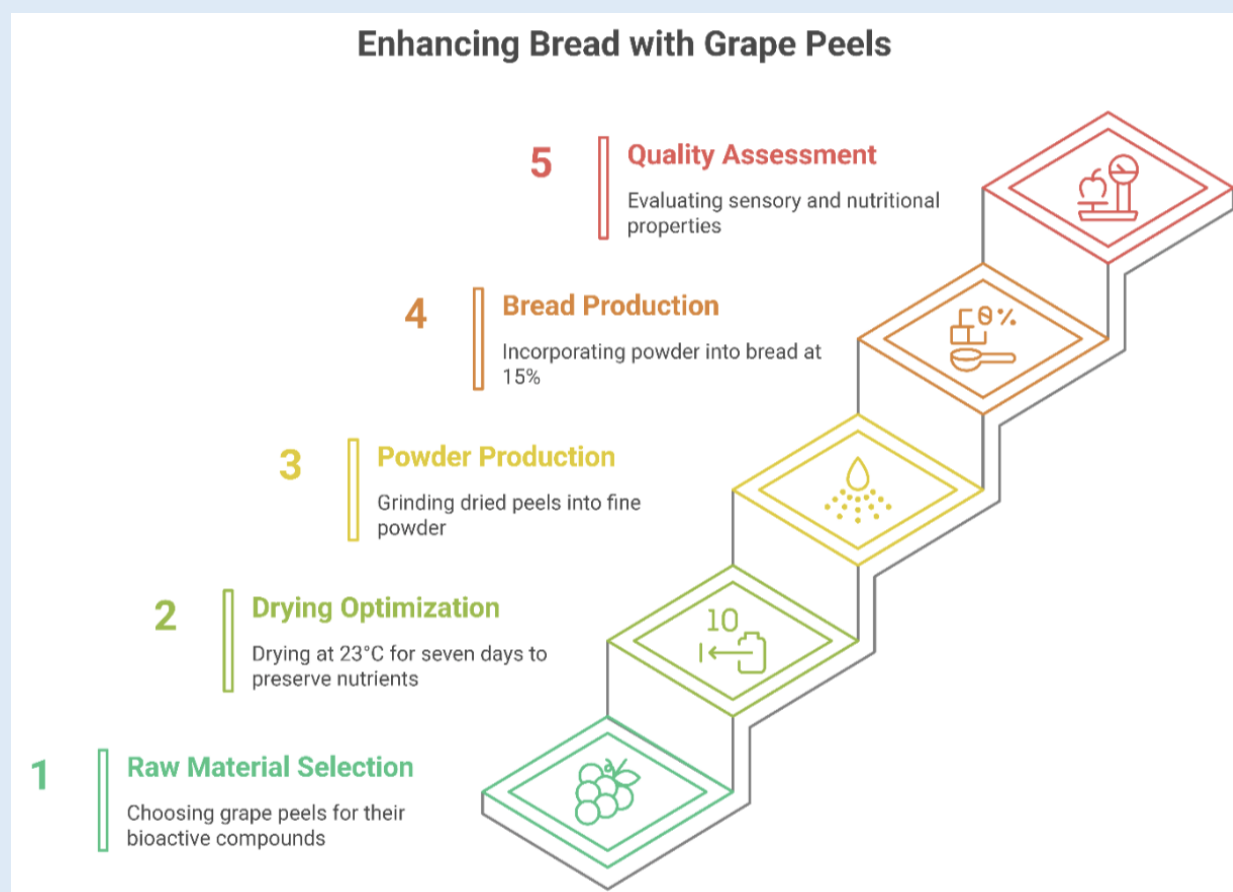 Enhancing Bread with Grape Peels
5
Quality Assessment
Evaluating sensory and nutritional
properties
4
Bread Production
Incorporating powder into bread at
15%
0%
3
Powder Production
Grinding dried peels into fine
powder
2
Drying Optimization
Drying at 23°C for seven days to
preserve nutrients
10
1
Raw Material Selection
Choosing grape peels for their
bioactive compounds